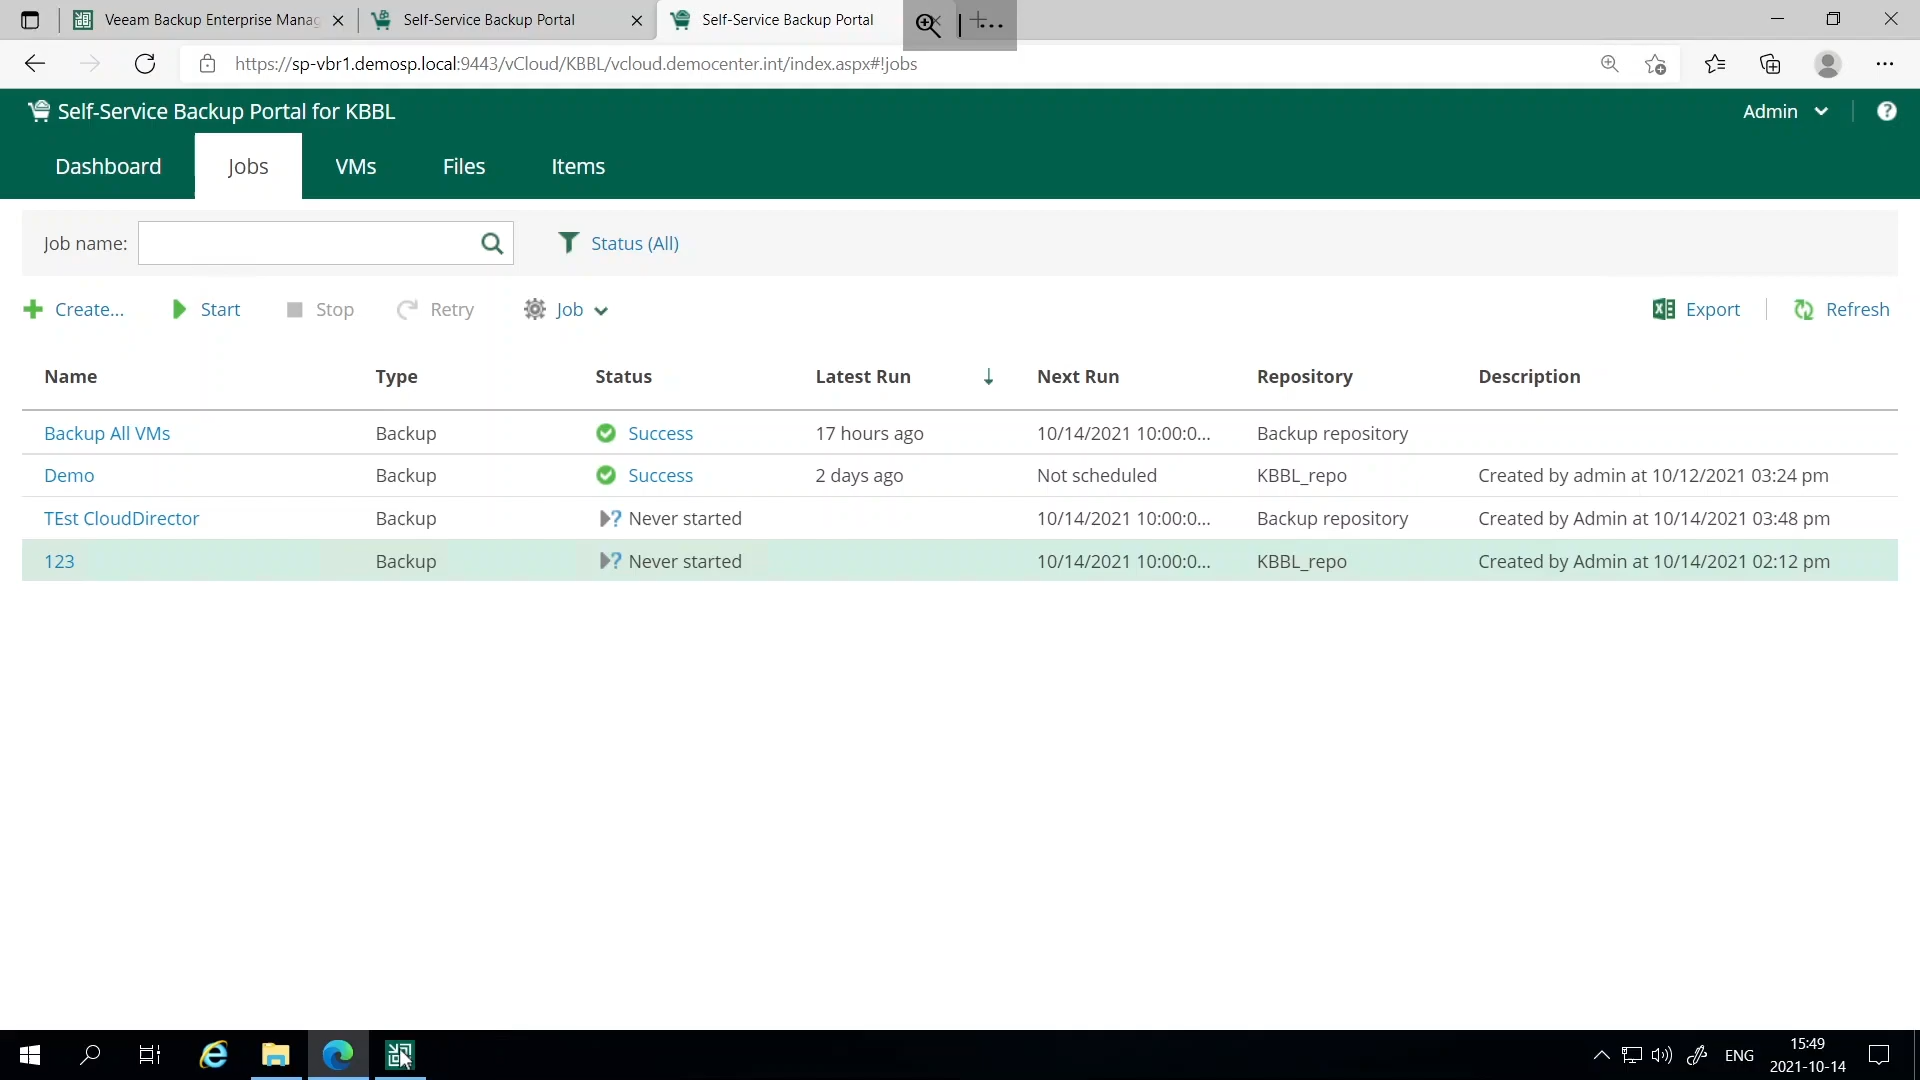 Veeam Backup Enterprise Manag
Self-Service Backup Portal
Self-Service Backup Portal
https://sp-vbr1.demosp.local:9443/vCloud/KBBL/vcloud.democenter.int/index.aspx#!jobs
Self-Service Backup Portal for KBBL
Admin
Dashboard Jobs VMs Files Items
Job name:
Status (All)
Create... Start Stop Retry Job Export Refresh
Name Type Status Latest Run Next Run Repository Description
Backup All VMs Backup Success 17 hours ago 10/14/2021 10:00:0... Backup repository
Demo Backup Success 2 days ago Not scheduled KBBL_repo Created by admin at 10/12/2021 03:24 pm
TEst CloudDirector Backup Never started 10/14/2021 10:00:0... Backup repository Created by Admin at 10/14/2021 03:48 pm
123 Backup Never started 10/14/2021 10:00:0... KBBL_repo Created by Admin at 10/14/2021 02:12 pm
ENG
15:49
2021-10-14